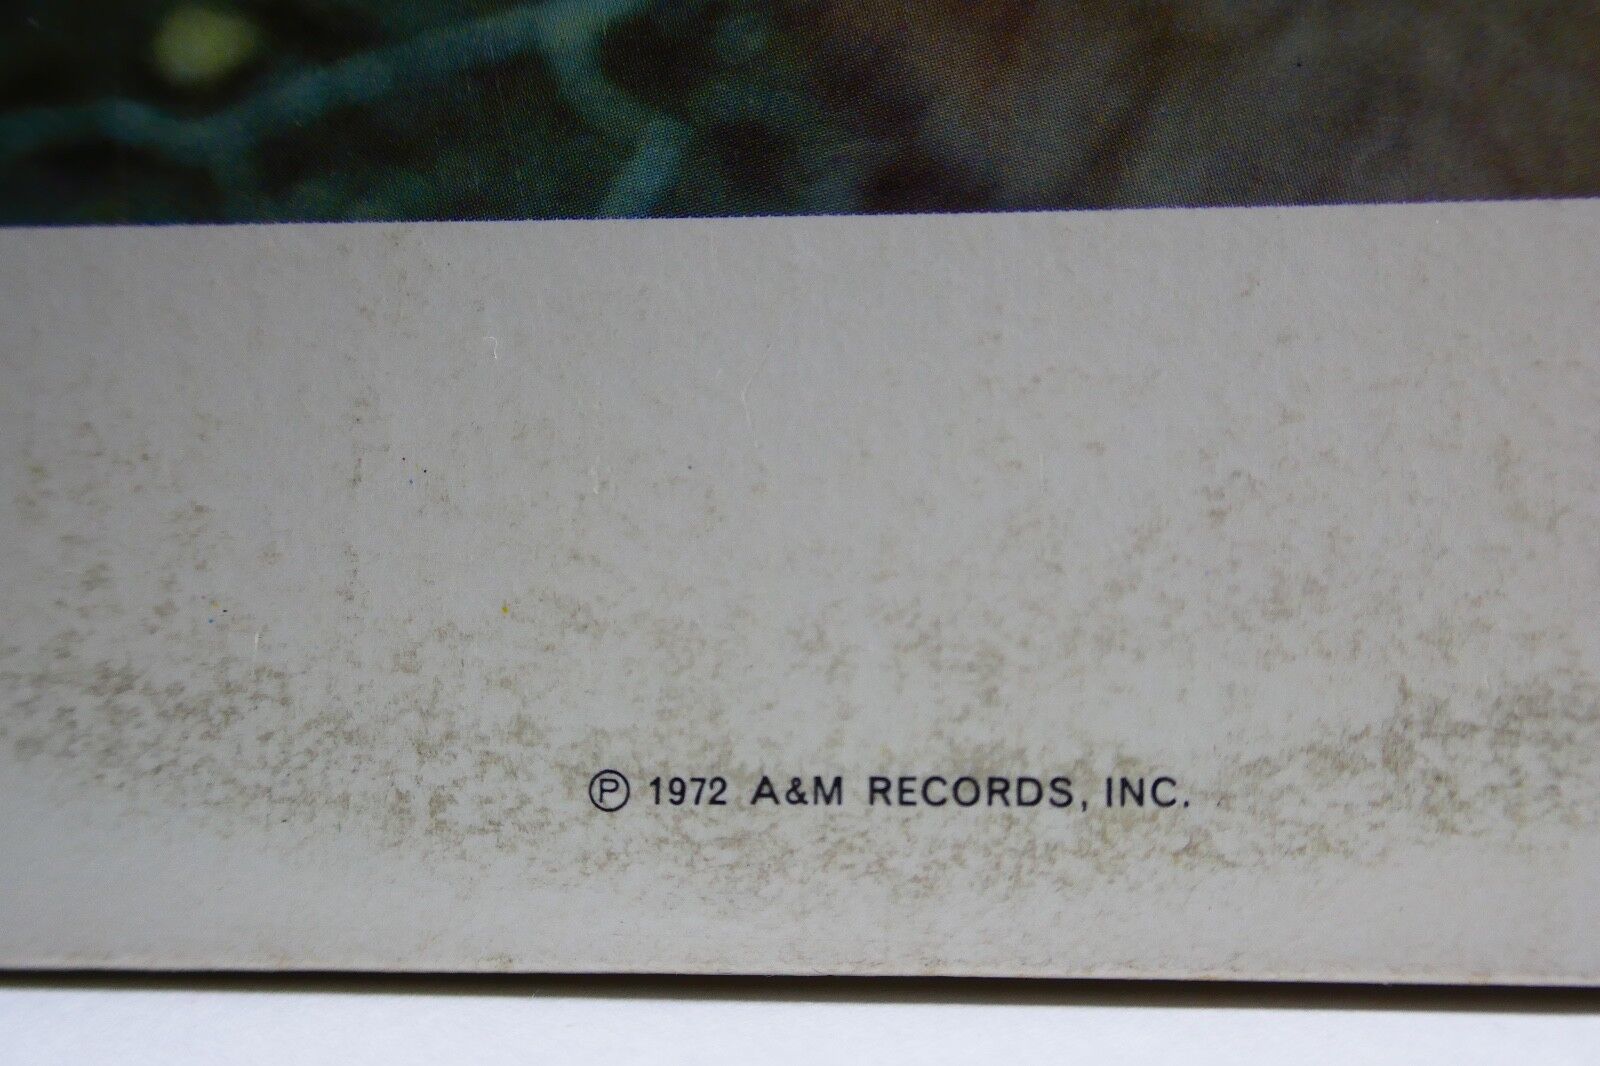 ℗ 1972 A&M RECORDS, INC.